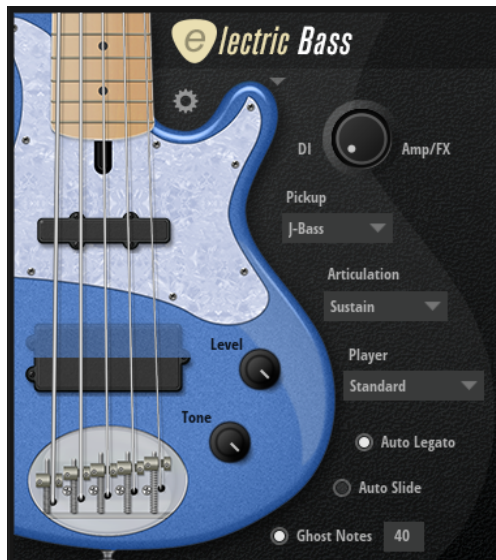 electric Bass
DI
Amp/FX
Pickup
J-Bass
Articulation
Sustain
Level
Player
Standard
Tone
Auto Legato
Auto Slide
Ghost Notes 40